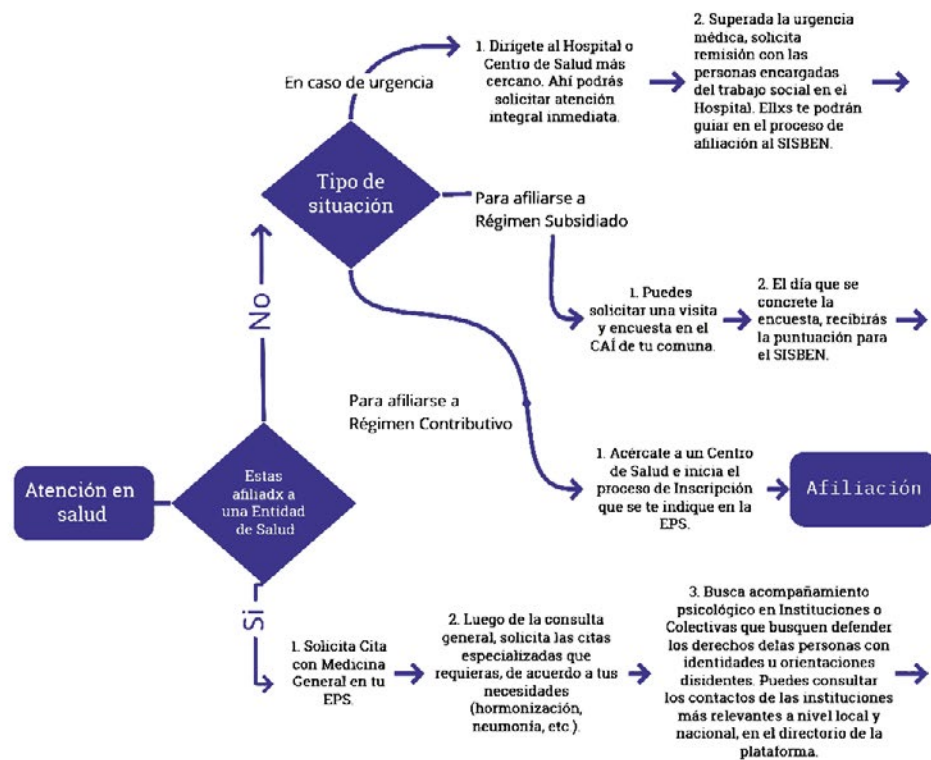 En caso de urgencia
1. Dirígete al Hospital o
Centro de Salud más
cercano. Ahí podrás
solicitar atención
integral inmediata.
2. Superada la urgencia
médica, solicita
remisión con las
personas encargadas
del trabajo social en el
Hospital. Ellxs te podrán
guiar en el proceso de
afiliación al SISBEN.
Tipo de
situación
Para afiliarse a
Régimen Subsidiado
1. Puedes
solicitar una visita
y encuesta en el
CAÍ de tu comuna.
2. El día que se
concrete la
encuesta, recibirás
la puntuación para
el SISBEN.
No
Para afiliarse a
Régimen Contributivo
1. Acércate a un Centro
de Salud e inicia el
proceso de Inscripción
que se te indique en la
EPS.
Afiliación
Atención en
salud
Estas
afiliadx a
una Entidad
de Salud
Si
1. Solicita Cita
con Medicina
General en tu
EPS.
2. Luego de la consulta
general, solicita las citas
especializadas que
requieras, de acuerdo a tus
necesidades
(hormonización,
neumonía, etc.).
3. Busca acompañamiento
psicológico en Instituciones o
Colectivas que busquen defender
los derechos delas personas con
identidades u orientaciones
disidentes. Puedes consultar
los contactos de las instituciones
más relevantes a nivel local y
nacional, en el directorio de la
plataforma.